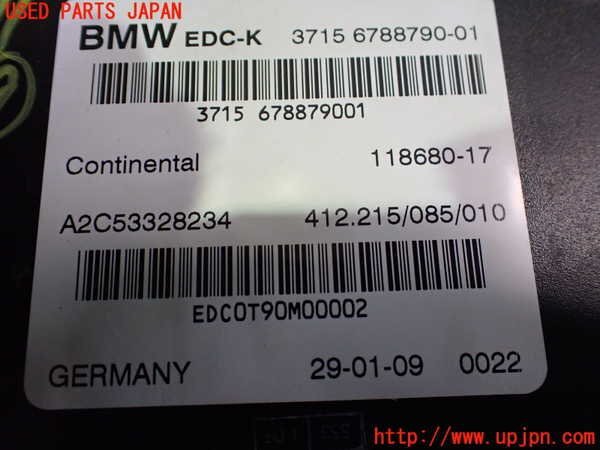 USED PARTS JAPAN
BMW EDC-K 3715 6788790-01
3715 678879001
Continental 118680-17
A2C53328234 412.215/085/010
EDC0T90M00002
GERMANY 29-01-09 0022
http://www.upjpn.com